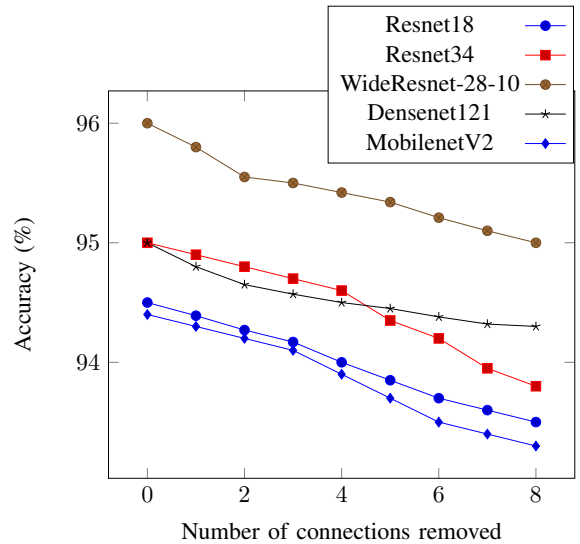 Resnet18
Resnet34
WideResnet-28-10
Densenet121
MobilenetV2
96
95
94
Accuracy (%)
0 2 4 6 8
Number of connections removed